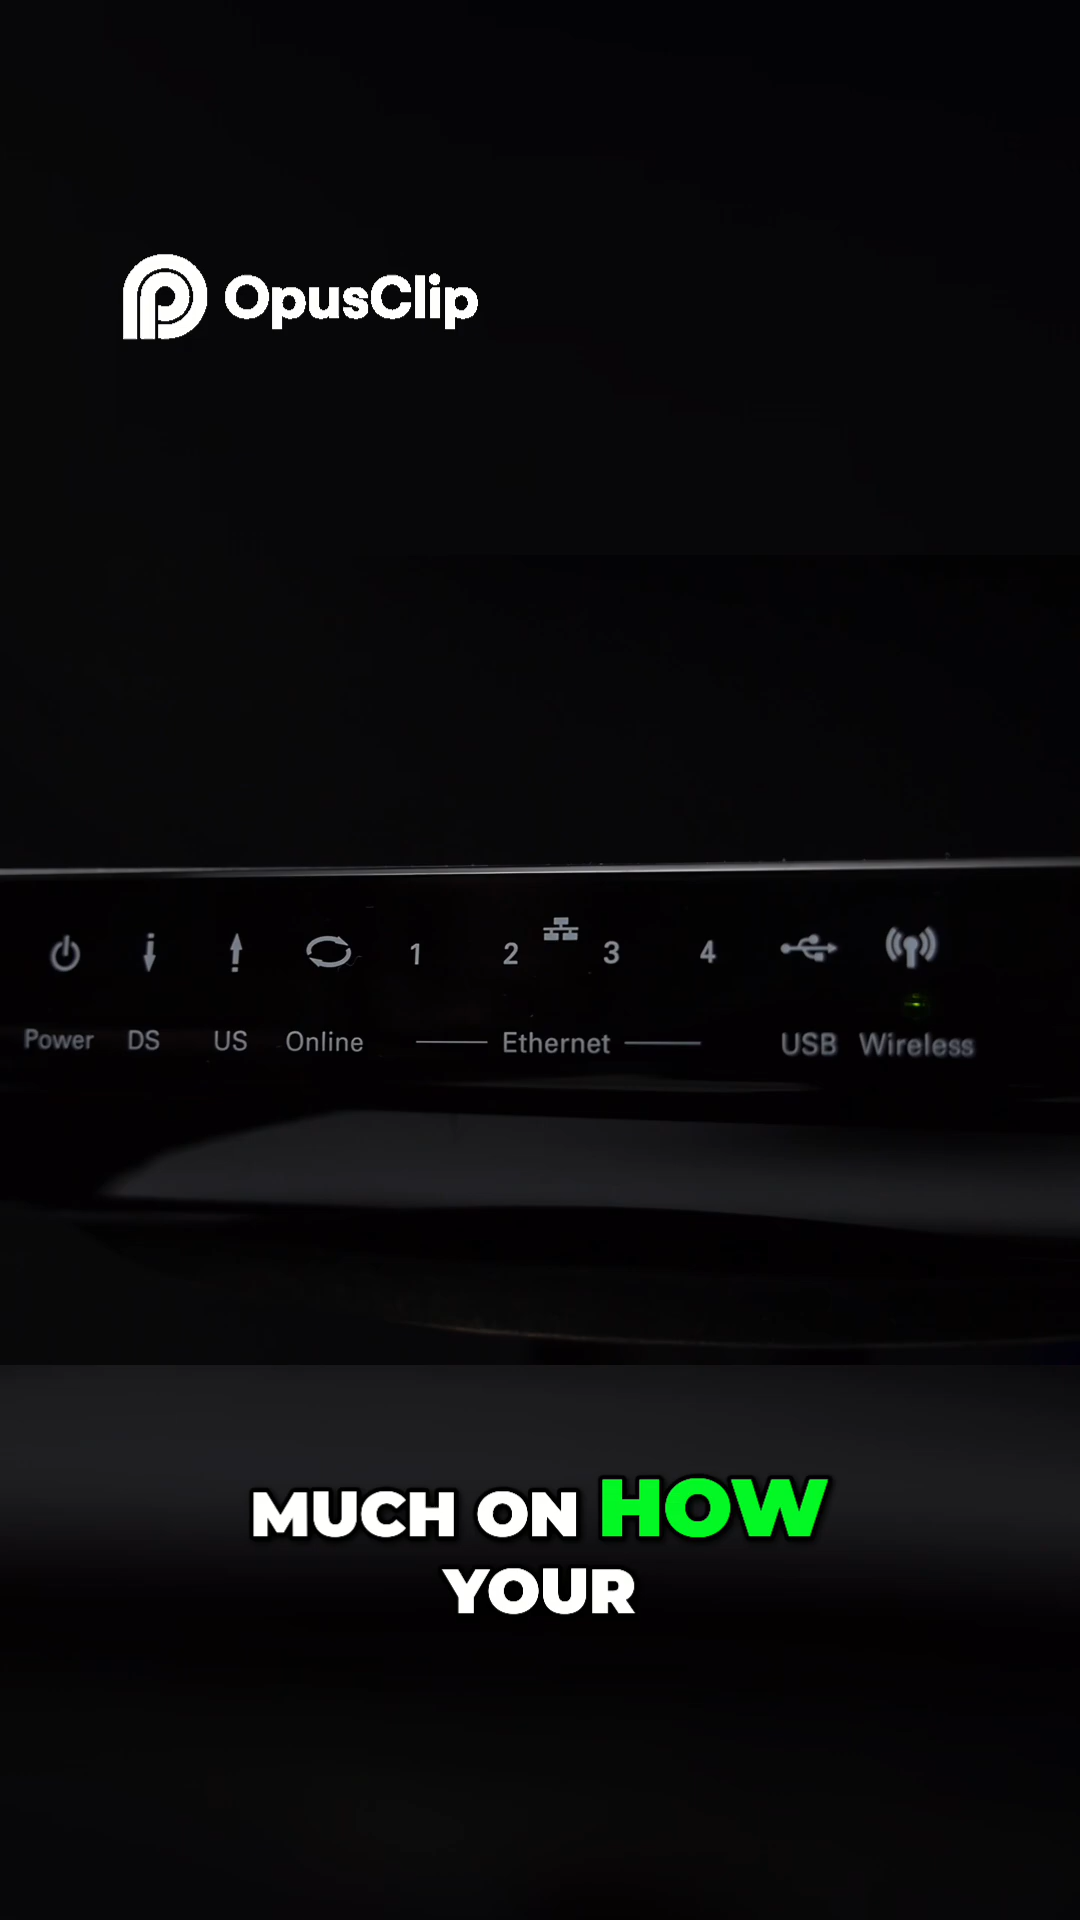 OpusClip
1 2 3 4
Power DS US Online Ethernet USB Wireless
MUCH ON HOW
YOUR